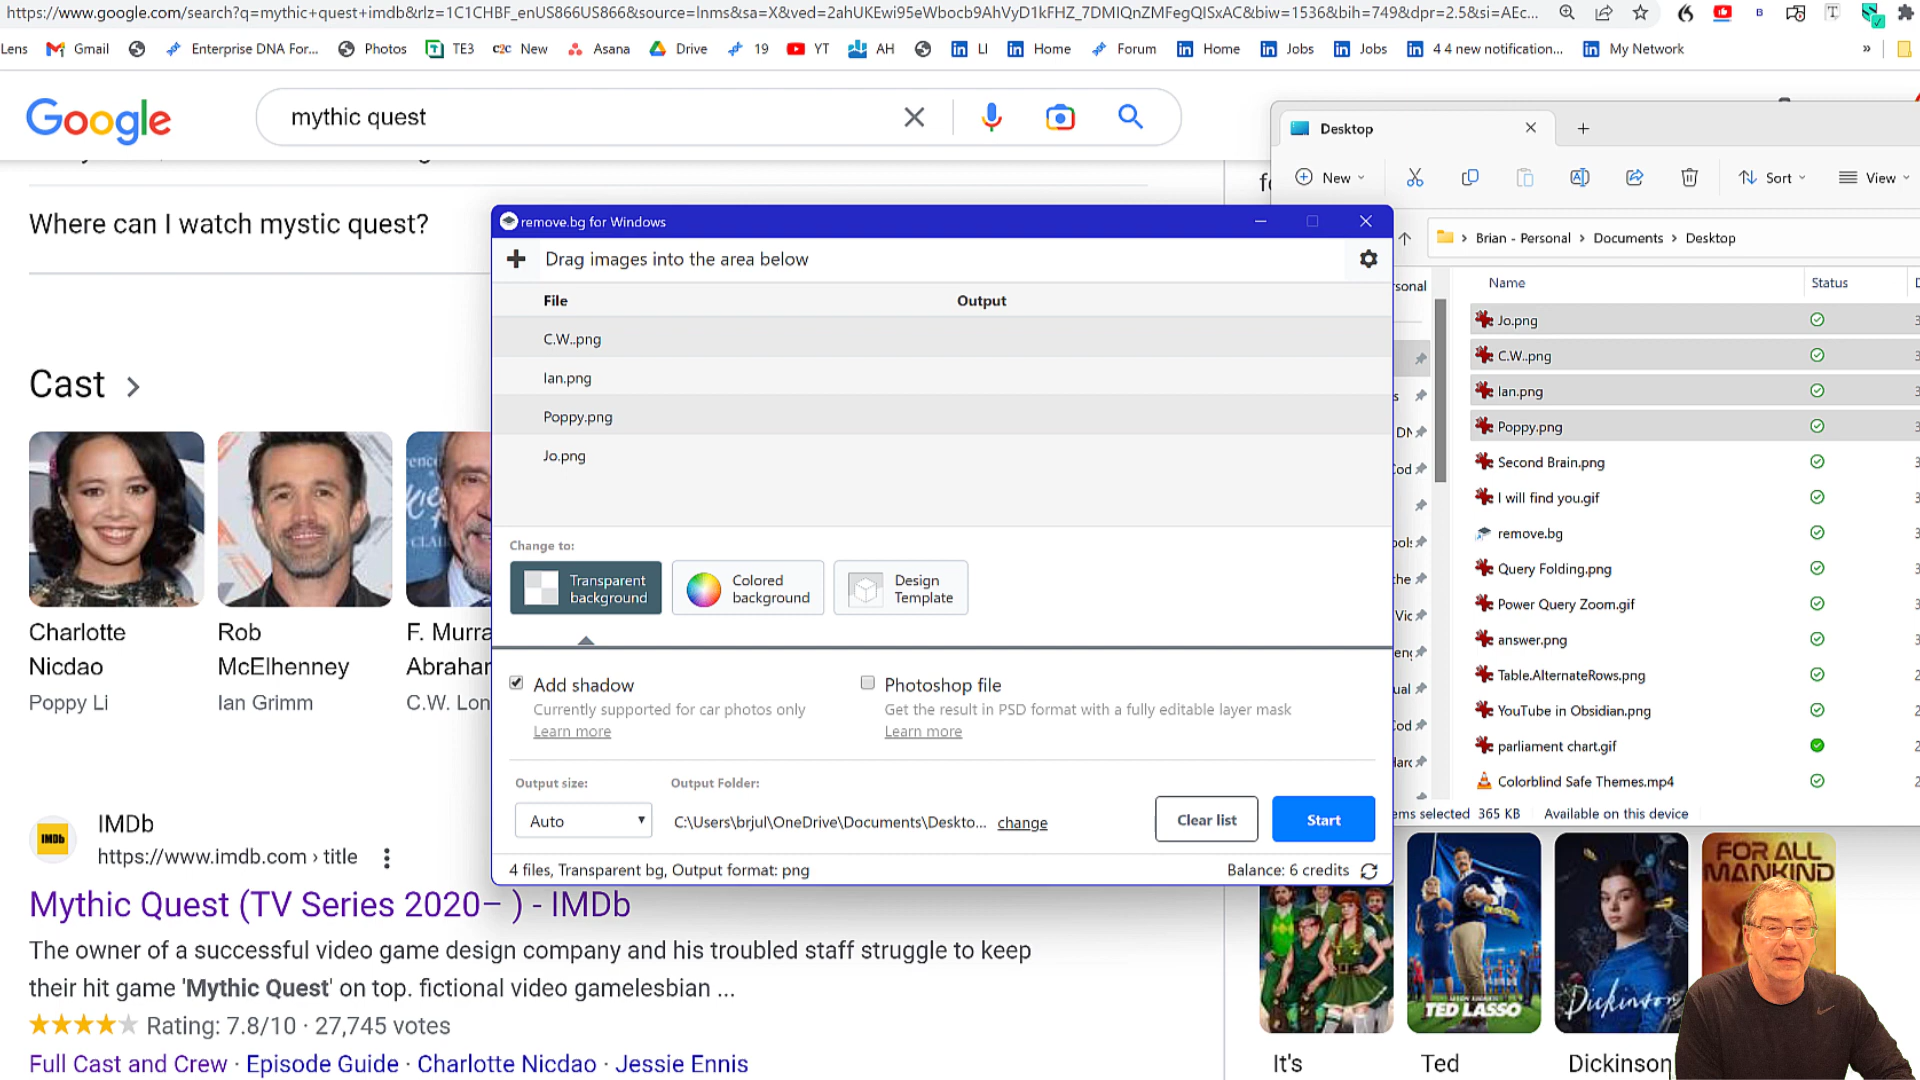 https://www.google.com/search?q=mythic+quest+imdb&rlz=1C1CHBF_enUS866US866&source=lnms&sa=X&ved=2ahUKEwi95eWbocb9AhVyD1kFHZ_7DMIQnZMFegQISxAC&biw=1536&bih=749&dpr=2.5&si=AEc...
Lens
Gmail
Enterprise DNA For...
Photos
TE3
New
Asana
Drive
19
YT
AH
LI
Home
Forum
Home
Jobs
Jobs
4 4 new notification...
My Network
»
Google
mythic quest
Where can I watch mystic quest?
Cast
Charlotte
Nicdao
Poppy Li
Rob
McElhenney
Ian Grimm
F. Murra
Abraha
C.W. Lon
IMDb
https://www.imdb.com › title
Mythic Quest (TV Series 2020– ) - IMDb
The owner of a successful video game design company and his troubled staff struggle to keep
their hit game 'Mythic Quest' on top. fictional video gamelesbian ...
Rating: 7.8/10 · 27,745 votes
Full Cast and Crew · Episode Guide · Charlotte Nicdao · Jessie Ennis
remove.bg for Windows
Drag images into the area below
File
Output
C.W..png
Ian.png
Poppy.png
Jo.png
Change to:
Transparent
background
Colored
background
Design
Template
Add shadow
Currently supported for car photos only
Learn more
Photoshop file
Get the result in PSD format with a fully editable layer mask
Learn more
Output size:
Auto
Output Folder:
C:\Users\brjul\OneDrive\Documents\Deskto...
change
Clear list
Start
4 files, Transparent bg, Output format: png
Balance: 6 credits
Desktop
New
Sort
View
Brian - Personal
Documents
Desktop
Name
Status
Jo.png
C.W..png
Ian.png
Poppy.png
Second Brain.png
I will find you.gif
remove.bg
Query Folding.png
Power Query Zoom.gif
answer.png
Table.AlternateRows.png
YouTube in Obsidian.png
parliament chart.gif
Colorblind Safe Themes.mp4
ems selected 365 KB
Available on this device
TED LASSO
Dickinson
FOR ALL
MANKIND
It's
Ted
Dickinson